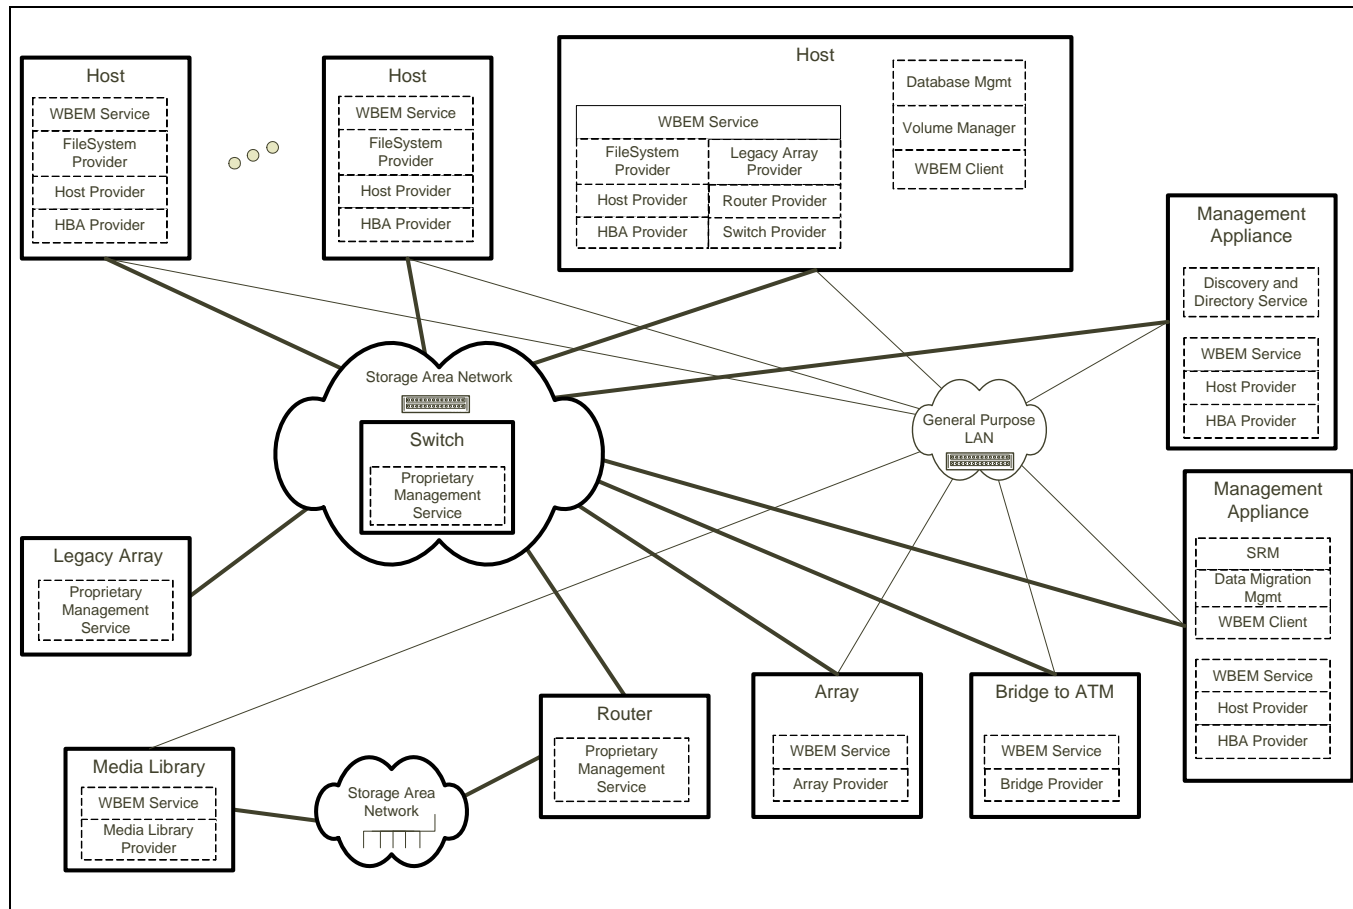 Host
WBEM Service
FileSystem
Provider
Host Provider
HBA Provider
Host
WBEM Service
FileSystem
Provider
Host Provider
HBA Provider
Host
WBEM Service
FileSystem
Provider
Host Provider
HBA Provider
Legacy Array
Provider
Router Provider
Switch Provider
Database Mgmt
Volume Manager
WBEM Client
Management
Appliance
Discovery and
Directory Service
WBEM Service
Host Provider
HBA Provider
Storage Area Network
Switch
Proprietary
Management
Service
General Purpose
LAN
Management
Appliance
SRM
Data Migration
Mgmt
WBEM Client
WBEM Service
Host Provider
HBA Provider
Legacy Array
Proprietary
Management
Service
Media Library
WBEM Service
Media Library
Provider
Storage Area
Network
Router
Proprietary
Management
Service
Array
WBEM Service
Array Provider
Bridge to ATM
WBEM Service
Bridge Provider